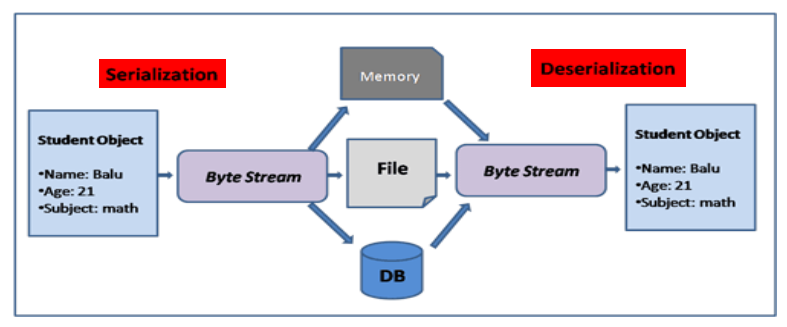 Serialization
Deserialization
Memory
Student Object
•Name: Balu
•Age: 21
•Subject: math
Byte Stream
File
Byte Stream
Student Object
•Name: Balu
•Age: 21
•Subject: math
DB